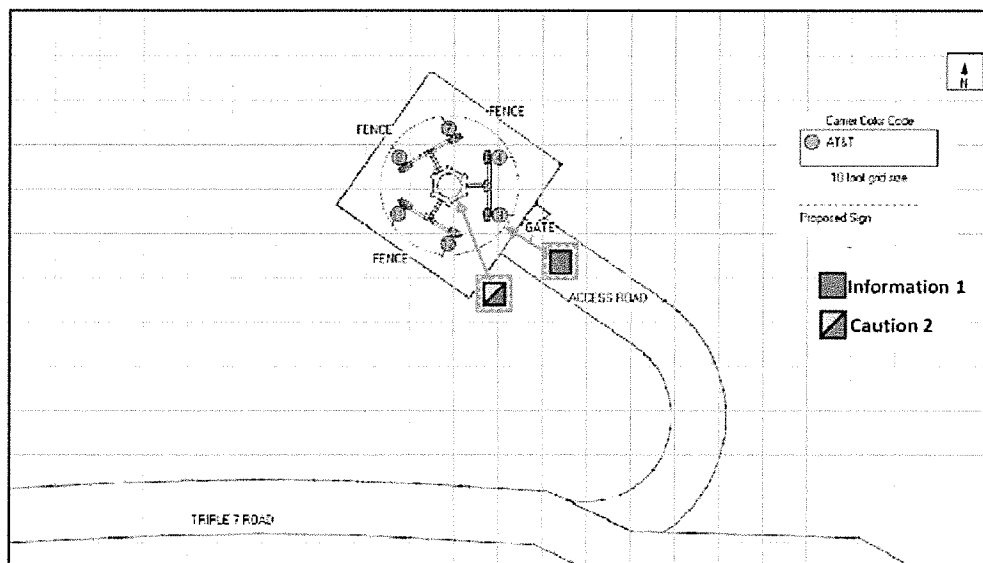 N
FENCE
FENCE
Carrier Color Code
AT&T
10 foot grid size
Proposed Sign
GATE
FENCE
Information 1
ACCESS ROAD
Caution 2
TRIPLE 7 ROAD